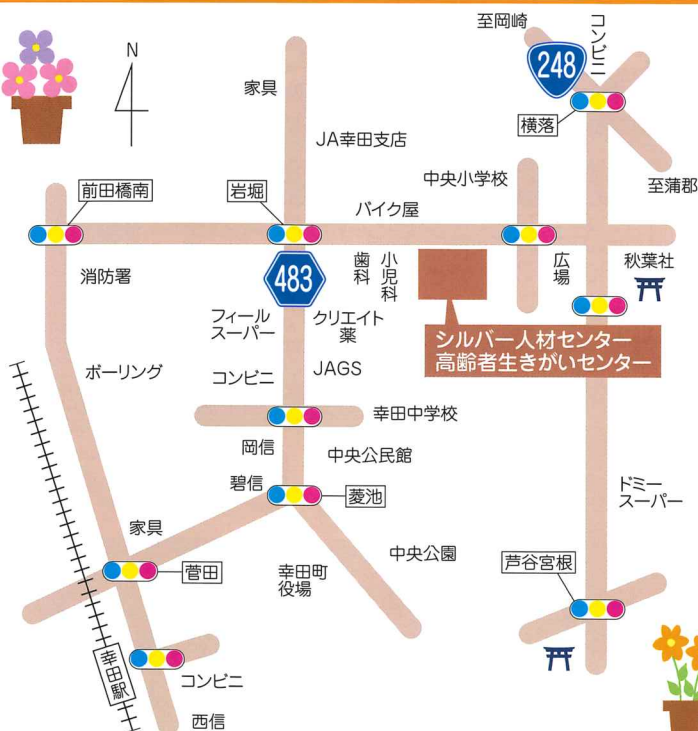 至岡崎
コンビニ
N
248
家具
横落
JA幸田支店
中央小学校
至蒲郡
前田橋南
岩堀
バイク屋
消防署
483
歯科
小児科
広場
秋葉社
フィール
スーパー
クリエイト
薬
シルバー人材センター
高齢者生きがいセンター
ボーリング
コンビニ
JAGS
幸田中学校
岡信
中央公民館
碧信
菱池
ドミー
スーパー
家具
中央公園
菅田
幸田町
役場
芦谷宮根
幸田駅
コンビニ
西信